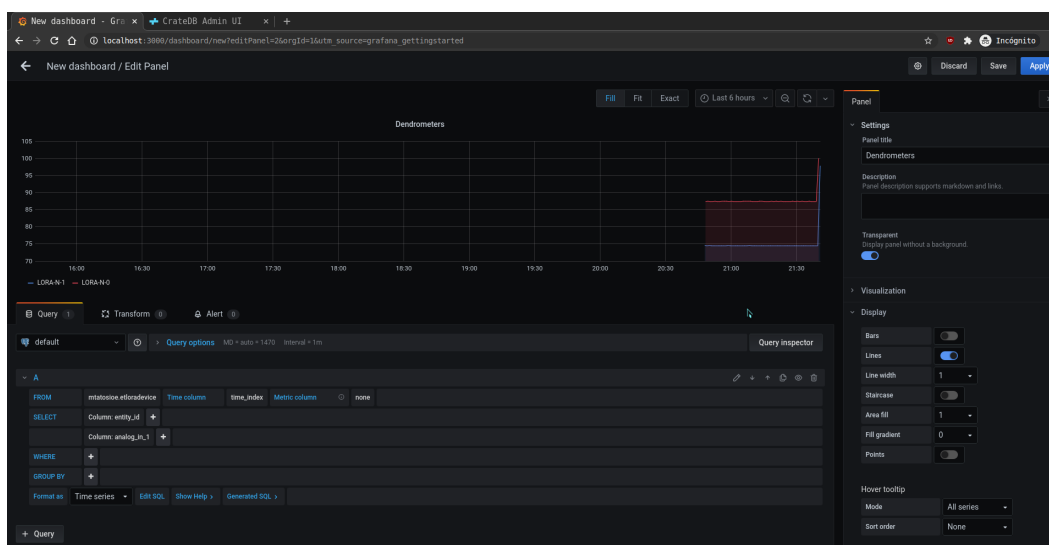 New dashboard - Gra × CrateDB Admin UI × +
localhost:3000/dashboard/new?editPanel=2&orgId=1&utm_source=grafana_gettingstarted Incógnito
New dashboard / Edit Panel Discard Save Apply
Fill Fit Exact Last 6 hours
Panel
Dendrometers
105
100
95
90
85
80
75
70
16:00 16:30 17:00 17:30 18:00 18:30 19:00 19:30 20:00 20:30 21:00 21:30
LORA-N-1 LORA-N-0
Query 1 Transform 0 Alert 0
default Query options MD = auto = 1470 Interval = 1m Query inspector
A
FROM mtatosioe.etloradevice Time column time_index Metric column none
SELECT Column: entity_id +
Column: analog_in_1 +
WHERE +
GROUP BY +
Format as Time series Edit SQL Show Help > Generated SQL >
+ Query
Settings
Panel title
Dendrometers
Description
Panel description supports markdown and links.
Transparent
Display panel without a background.
Visualization
Display
Bars
Lines
Line width 1
Staircase
Area fill 1
Fill gradient 0
Points
Hover tooltip
Mode All series
Sort order None